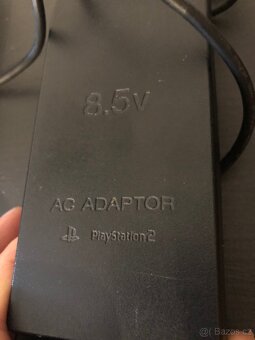 8.5V
AC ADAPTOR
PlayStation 2
© Bazos.cz